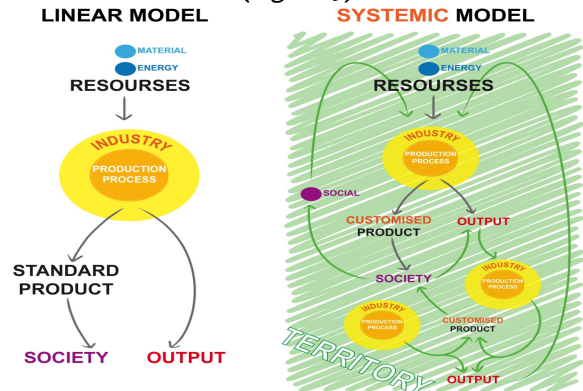 LINEAR MODEL
MATERIAL
ENERGY
RESOURSES
INDUSTRY
PRODUCTION
PROCESS
STANDARD
PRODUCT
SOCIETY
OUTPUT
SYSTEMIC MODEL
MATERIAL
ENERGY
RESOURSES
INDUSTRY
PRODUCTION
PROCESS
SOCIAL
CUSTOMISED
PRODUCT
OUTPUT
SOCIETY
INDUSTRY
PRODUCTION
PROCESS
INDUSTRY
PRODUCTION
PROCESS
CUSTOMISED
PRODUCT
TERRITORY
OUTPUT